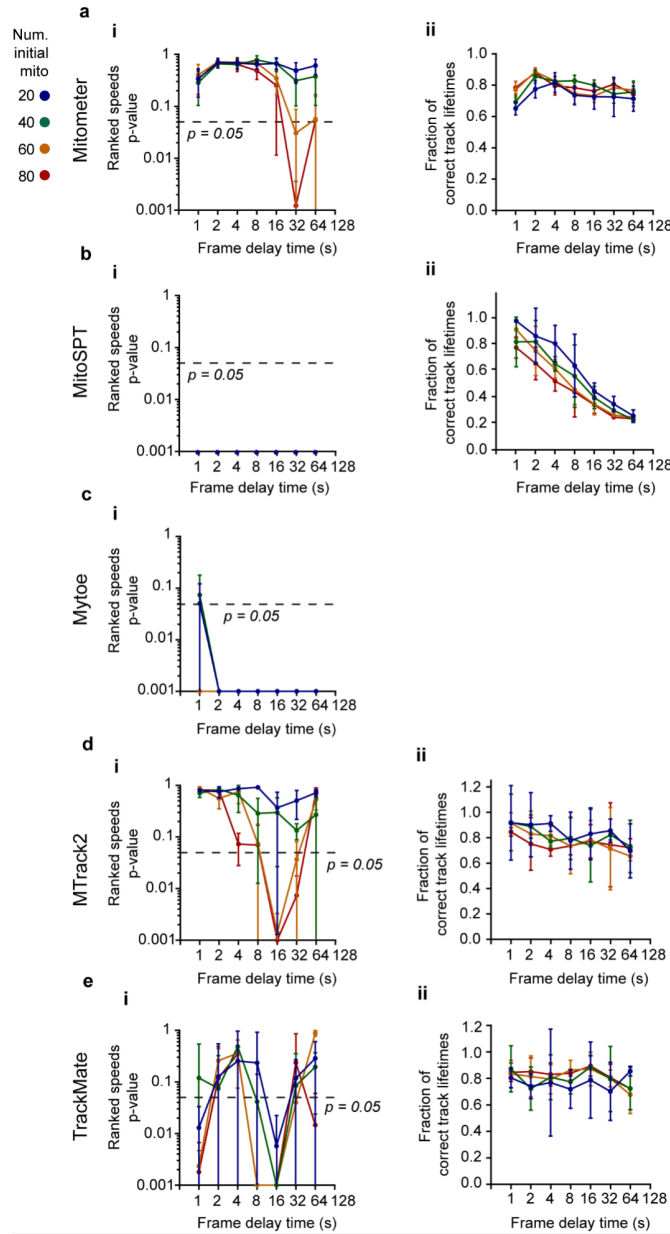 Num.
initial
mito
20
40
60
80
a
i
ii
Mitometer
Ranked speeds
p-value
1
0.1
0.01
0.001
p = 0.05
1 2 4 8 16 32 64 128
Frame delay time (s)
Fraction of
correct track lifetimes
1.0
0.8
0.6
0.4
0.2
0.0
1 2 4 8 16 32 64 128
Frame delay time (s)
b
i
ii
MitoSPT
Ranked speeds
p-value
1
0.1
0.01
0.001
p = 0.05
1 2 4 8 16 32 64 128
Frame delay time (s)
Fraction of
correct track lifetimes
1.0
0.8
0.6
0.4
0.2
0.0
1 2 4 8 16 32 64 128
Frame delay time (s)
c
i
Mytoe
Ranked speeds
p-value
1
0.1
0.01
0.001
p = 0.05
1 2 4 8 16 32 64 128
Frame delay time (s)
d
i
ii
MTrack2
Ranked speeds
p-value
1
0.1
0.01
0.001
p = 0.05
1 2 4 8 16 32 64 128
Frame delay time (s)
Fraction of
correct track lifetimes
1.2
1.0
0.8
0.6
0.4
0.2
0.0
1 2 4 8 16 32 64 128
Frame delay time (s)
e
i
ii
TrackMate
Ranked speeds
p-value
1
0.1
0.01
0.001
p = 0.05
1 2 4 8 16 32 64 128
Frame delay time (s)
Fraction of
correct track lifetimes
1.2
1.0
0.8
0.6
0.4
0.2
0.0
1 2 4 8 16 32 64 128
Frame delay time (s)